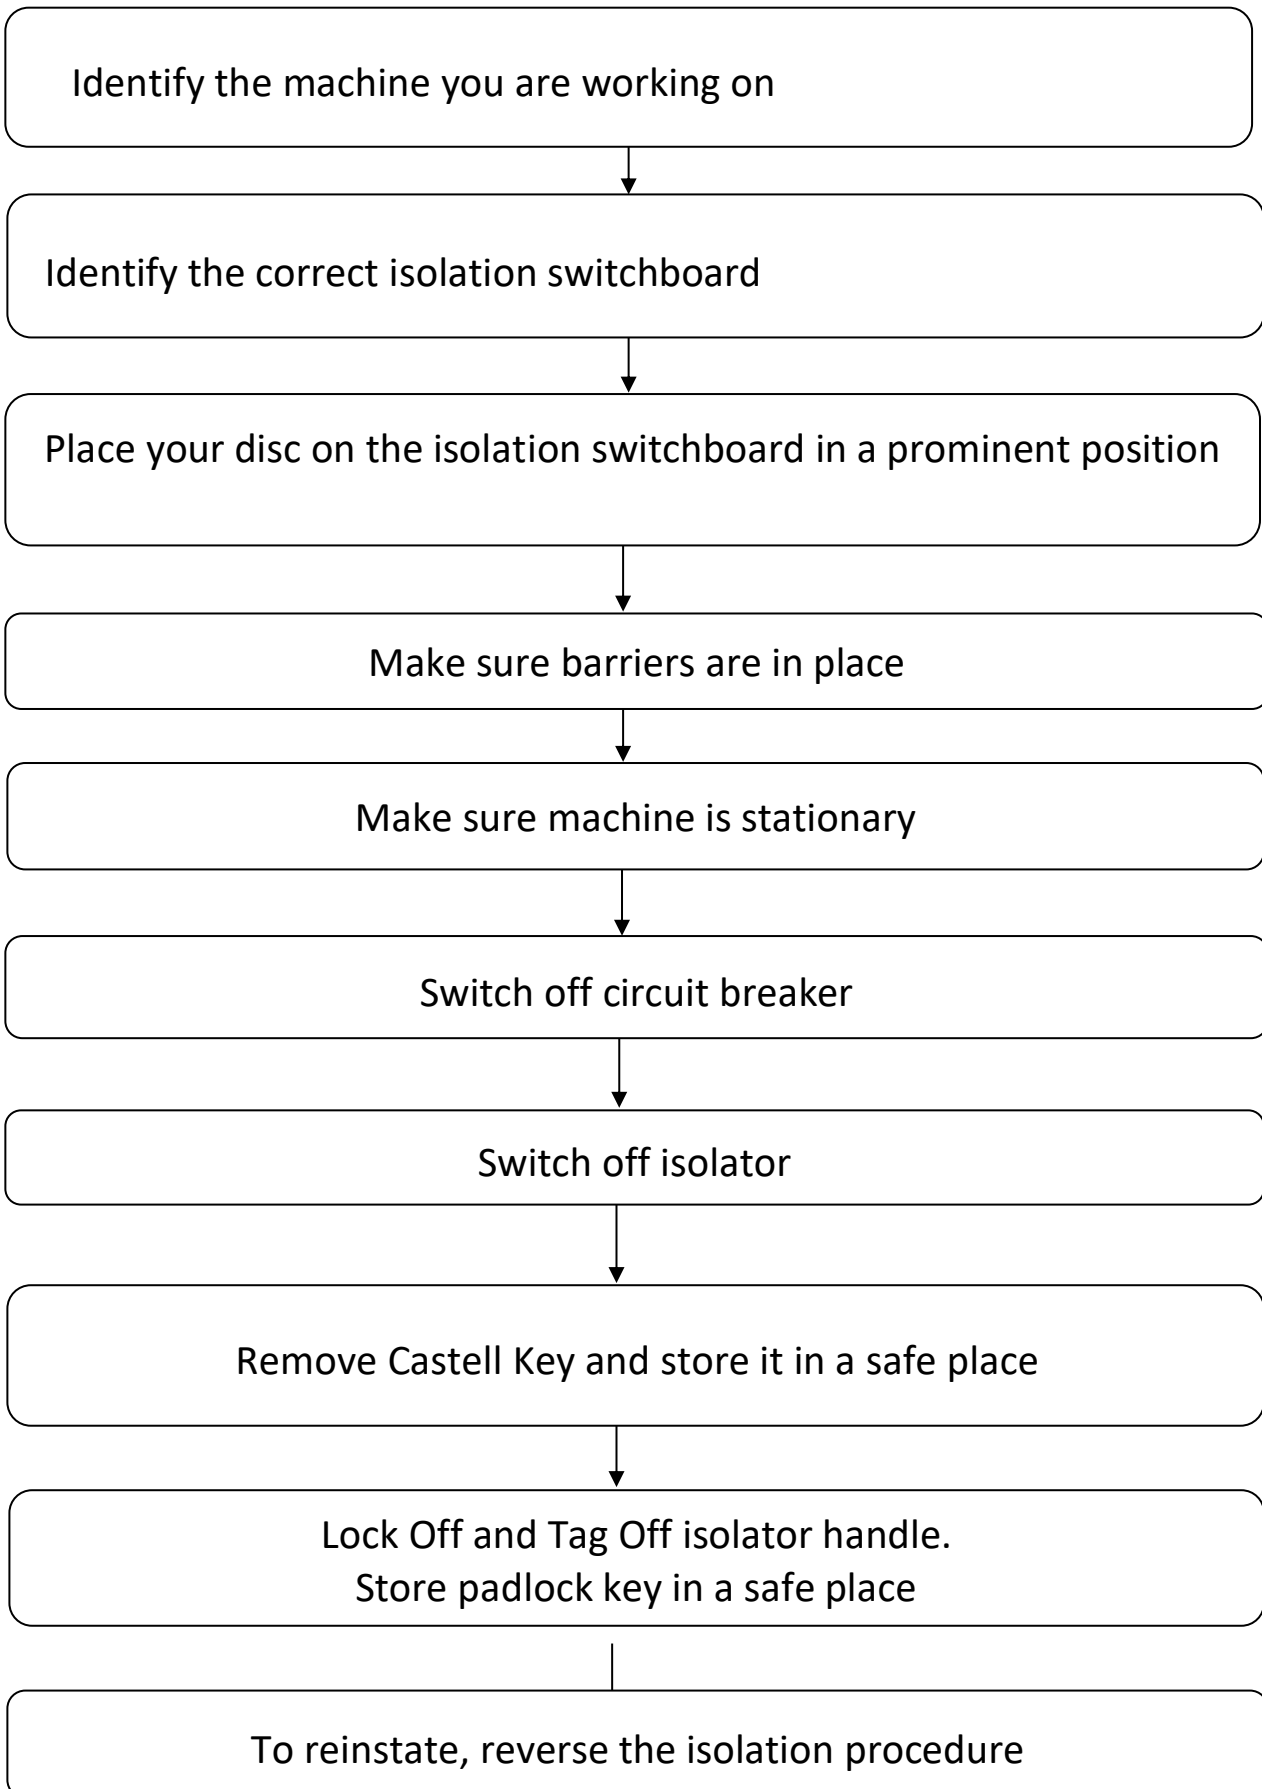 Identify the machine you are working on
Identify the correct isolation switchboard
Place your disc on the isolation switchboard in a prominent position
Make sure barriers are in place
Make sure machine is stationary
Switch off circuit breaker
Switch off isolator
Remove Castell Key and store it in a safe place
Lock Off and Tag Off isolator handle.
Store padlock key in a safe place
To reinstate, reverse the isolation procedure